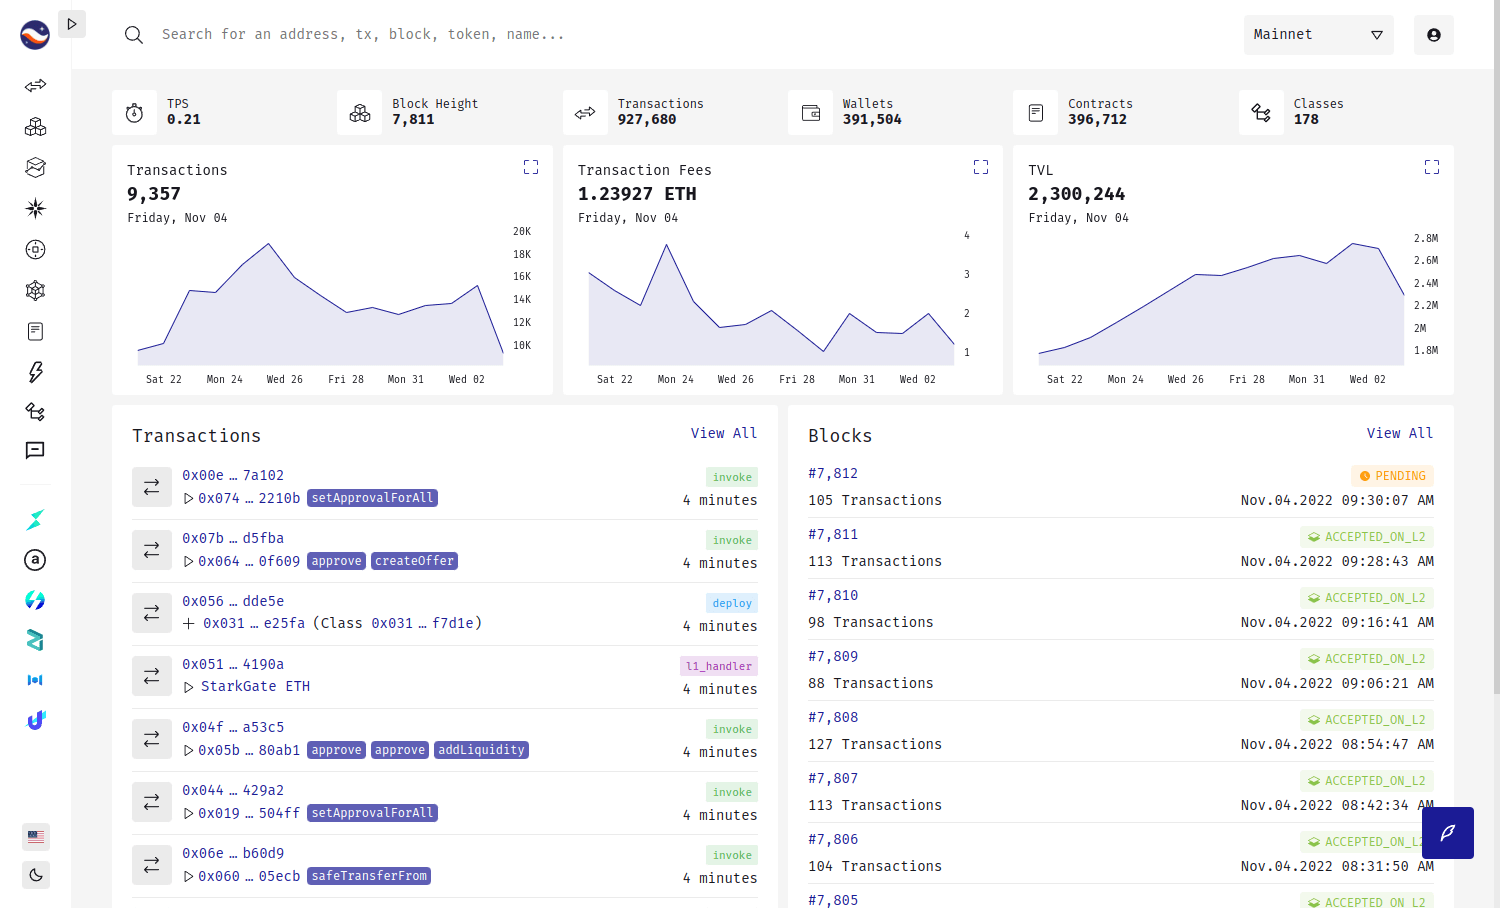 Search for an address, tx, block, token, name...
Mainnet
TPS
0.21
Block Height
7,811
Transactions
927,680
Wallets
391,504
Contracts
396,712
Classes
178
Transactions
9,357
Friday, Nov 04
20K
18K
16K
14K
12K
10K
Sat 22 Mon 24 Wed 26 Fri 28 Mon 31 Wed 02
Transaction Fees
1.23927 ETH
Friday, Nov 04
4
3
2
1
Sat 22 Mon 24 Wed 26 Fri 28 Mon 31 Wed 02
TVL
2,300,244
Friday, Nov 04
2.8M
2.6M
2.4M
2.2M
2M
1.8M
Sat 22 Mon 24 Wed 26 Fri 28 Mon 31 Wed 02
Transactions View All
0x00e … 7a102 invoke
0x074 … 2210b setApprovalForAll 4 minutes
0x07b … d5fba invoke
0x064 … 0f609 approve createOffer 4 minutes
0x056 … dde5e deploy
0x031 … e25fa (Class 0x031 … f7d1e) 4 minutes
0x051 … 4190a l1_handler
StarkGate ETH 4 minutes
0x04f … a53c5 invoke
0x05b … 80ab1 approve approve addLiquidity 4 minutes
0x044 … 429a2 invoke
0x019 … 504ff setApprovalForAll 4 minutes
0x06e … b60d9 invoke
0x060 … 05ecb safeTransferFrom 4 minutes
Blocks View All
#7,812 PENDING
105 Transactions Nov.04.2022 09:30:07 AM
#7,811 ACCEPTED_ON_L2
113 Transactions Nov.04.2022 09:28:43 AM
#7,810 ACCEPTED_ON_L2
98 Transactions Nov.04.2022 09:16:41 AM
#7,809 ACCEPTED_ON_L2
88 Transactions Nov.04.2022 09:06:21 AM
#7,808 ACCEPTED_ON_L2
127 Transactions Nov.04.2022 08:54:47 AM
#7,807 ACCEPTED_ON_L2
113 Transactions Nov.04.2022 08:42:34 AM
#7,806 ACCEPTED_ON_L2
104 Transactions Nov.04.2022 08:31:50 AM
#7,805 ACCEPTED_ON_L2
a